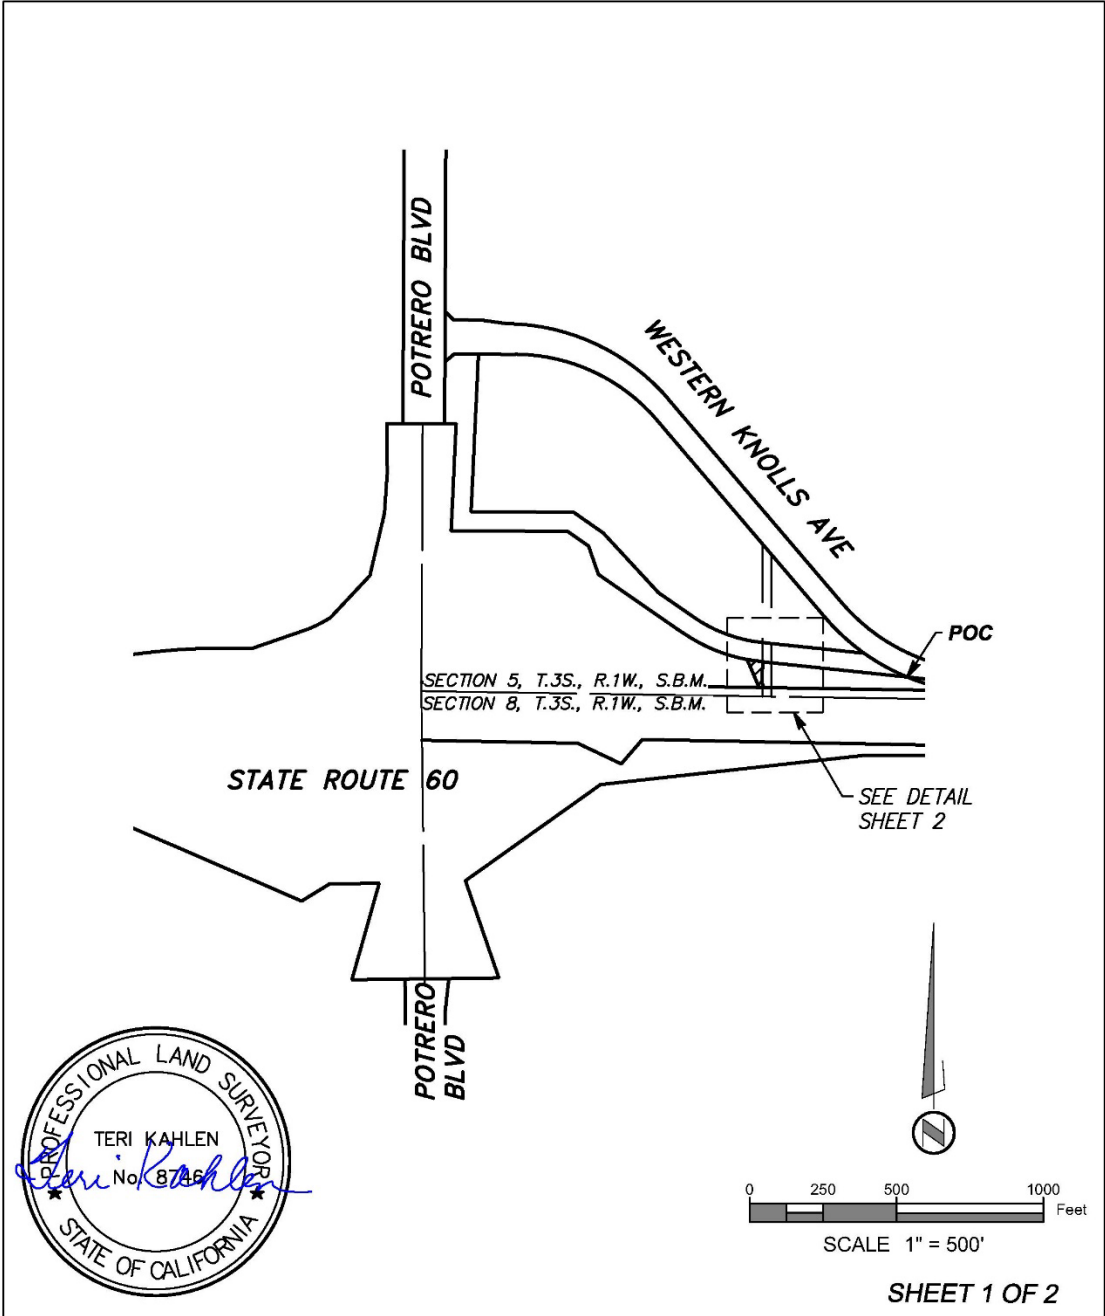 POTRERO BLVD
WESTERN KNOLLS AVE
POC
SECTION 5, T.3S., R.1W., S.B.M.
SECTION 8, T.3S., R.1W., S.B.M.
STATE ROUTE 60
SEE DETAIL
SHEET 2
POTRERO
BLVD
PROFESSIONAL LAND SURVEYOR
TERI KAHLEN
No. 8746
Teri Kahlen
STATE OF CALIFORNIA
N
0 250 500 1000
Feet
SCALE 1" = 500'
SHEET 1 OF 2